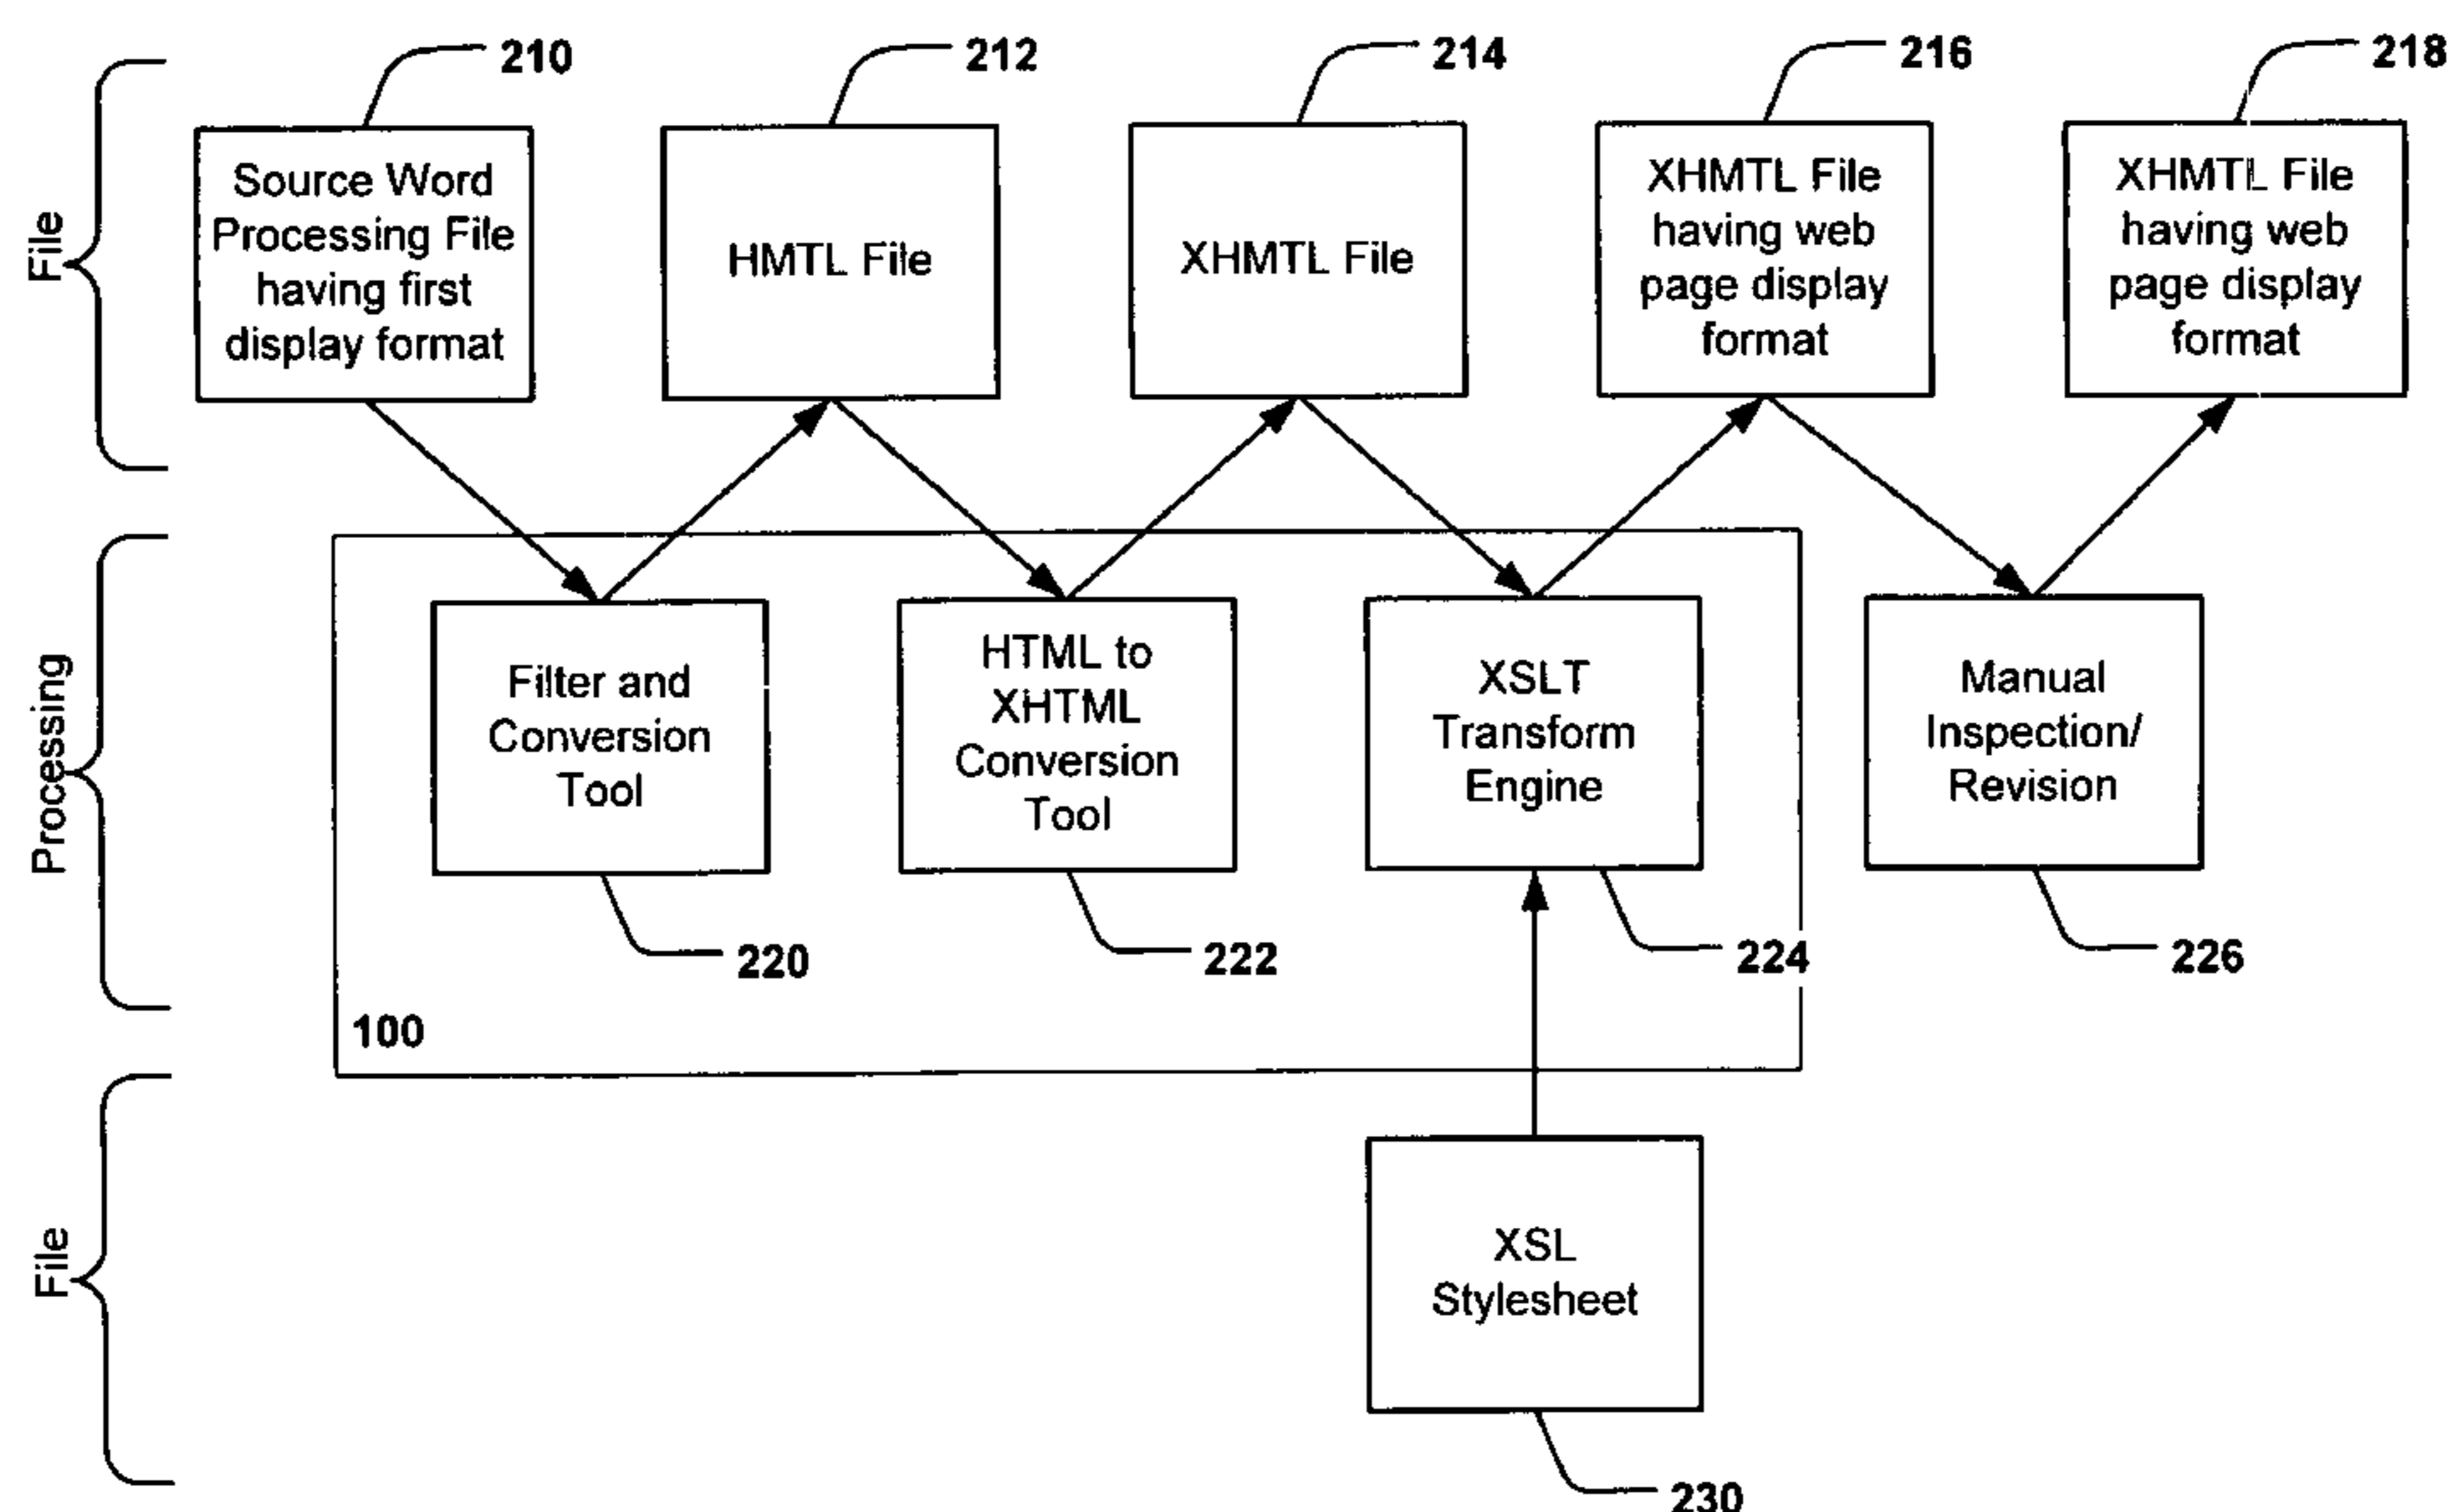 210
212
214
216
218
File
Source Word
Processing File
having first
display format
HMTL File
XHMTL File
XHMTL File
having web
page display
format
XHMTL File
having web
page display
format
Processing
Filter and
Conversion
Tool
HTML to
XHTML
Conversion
Tool
XSLT
Transform
Engine
Manual
Inspection/
Revision
220
222
224
226
100
File
XSL
Stylesheet
230